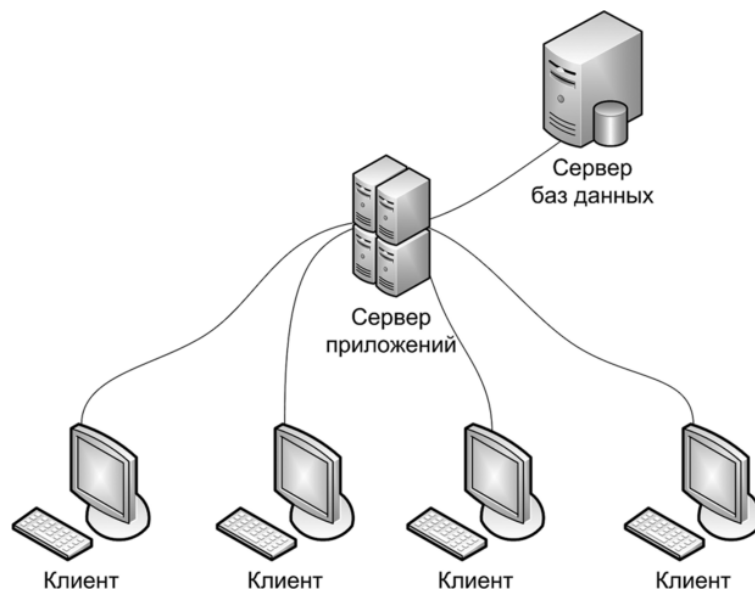 Сервер
баз данных
Сервер
приложений
Клиент
Клиент
Клиент
Клиент